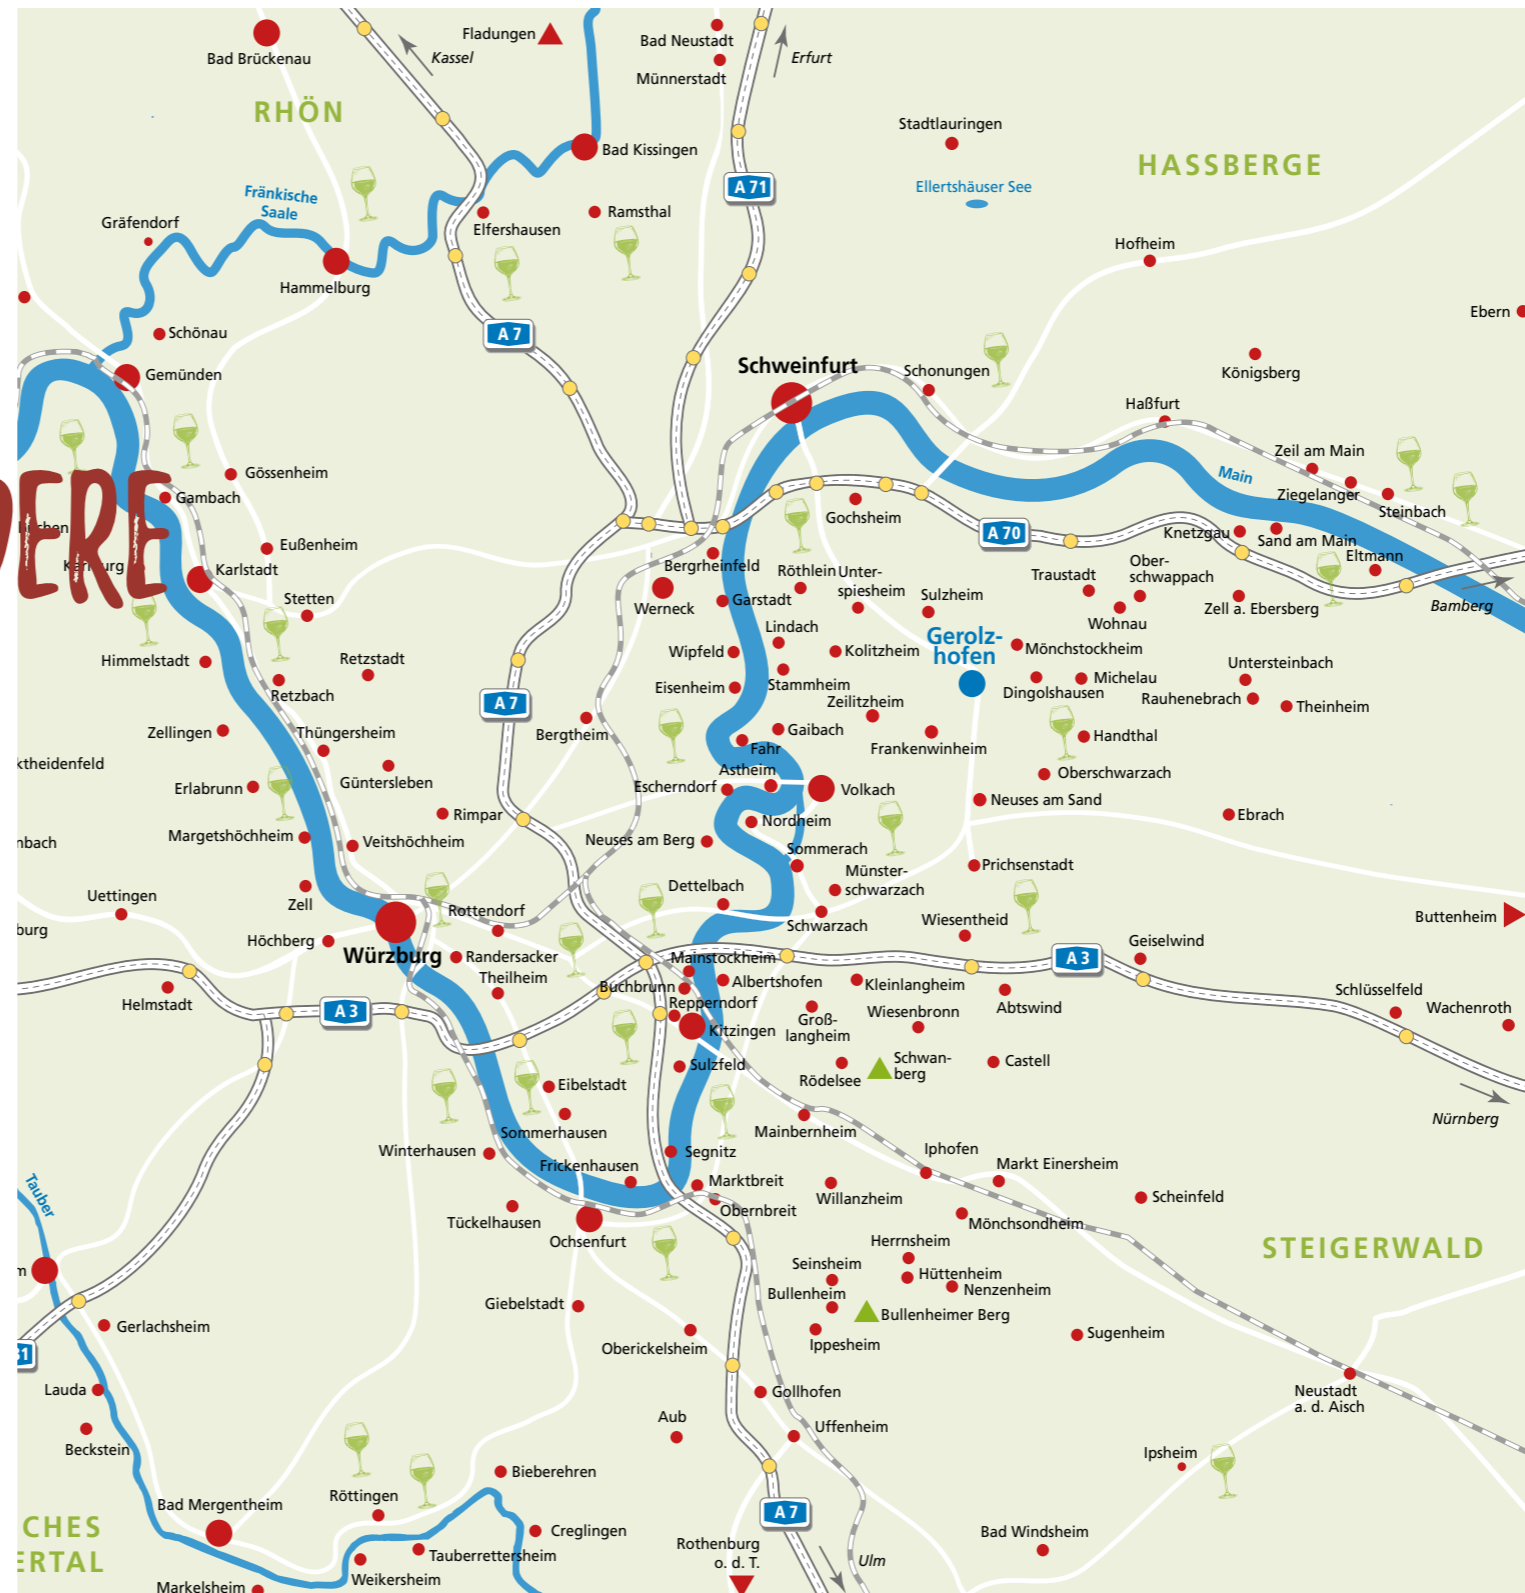 Fladungen
Bad Neustadt
Bad Brückenau
Kassel
Erfurt
Münnerstadt
RHÖN
Stadtlauringen
Bad Kissingen
HASSBERGE
A 71
Ellertshäuser See
Fränkische
Saale
Gräfendorf
Ramsthal
Elfershausen
Hofheim
Hammelburg
Ebern
Schönau
A 7
Schweinfurt
Schonungen
Königsberg
Gemünden
Haßfurt
Zeil am Main
Gössenheim
Main
Ziegelanger
Gambach
Steinbach
DERE
Gochsheim
A 70
Knetzgau
Sand am Main
Eltmann
Eußenheim
Karlstadt
Bergrheinfeld
Röthlein
Unter-
spiesheim
Traustadt
Ober-
schwappach
Stetten
Werneck
Garstadt
Sulzheim
Wohnau
Zell a. Ebersberg
Bamberg
Lindach
Gerolz-
hofen
Himmelstadt
Retzstadt
Wipfeld
Kolitzheim
Mönchstockheim
Untersteinbach
Retzbach
Eisenheim
Stammheim
Dingolshausen
Michelau
Rauhenebrach
Theinheim
A 7
Zeilitzheim
Zellingen
Thüngersheim
Bergtheim
Gaibach
Fahr
Frankenwinheim
Handthal
ktheidenfeld
Güntersleben
Astheim
Oberschwarzach
Erlabrunn
Escherndorf
Volkach
Neuses am Sand
Rimpar
Nordheim
Ebrach
Margetshöchheim
Veitshöchheim
Neuses am Berg
nbach
Sommerach
Prichsenstadt
Münster-
schwarzach
Dettelbach
Uettingen
Zell
Rottendorf
Schwarzach
Wiesentheid
Buttenheim
burg
Höchberg
Würzburg
Randersacker
Mainstockheim
A 3
Geiselwind
Theilheim
Albertshofen
Kleinlangheim
Buchbrunn
Helmstadt
A 3
Repperndorf
Abtswind
Schlüsselfeld
Wachenroth
Kitzingen
Groß-
langheim
Wiesenbronn
Sulzfeld
Rödelsee
Schwan-
berg
Castell
Eibelstadt
Nürnberg
Sommerhausen
Mainbernheim
Winterhausen
Segnitz
Iphofen
Frickenhausen
Markt Einersheim
Tauber
Marktbreit
Willanzheim
Scheinfeld
Obernbreit
Tückelhausen
Mönchsondheim
Ochsenfurt
Herrnsheim
STEIGERWALD
m
Seinsheim
Hüttenheim
Bullenheim
Nenzenheim
Giebelstadt
Bullenheimer Berg
Gerlachsheim
Sugenheim
Oberickelsheim
Ippesheim
Lauda
Gollhofen
Neustadt
a. d. Aisch
Aub
Uffenheim
Beckstein
Ipsheim
Bieberehren
Röttingen
Bad Mergentheim
A 7
CHES
ERTAL
Creglingen
Bad Windsheim
Tauberrettersheim
Rothenburg
o. d. T.
Ulm
Weikersheim
Markelsheim